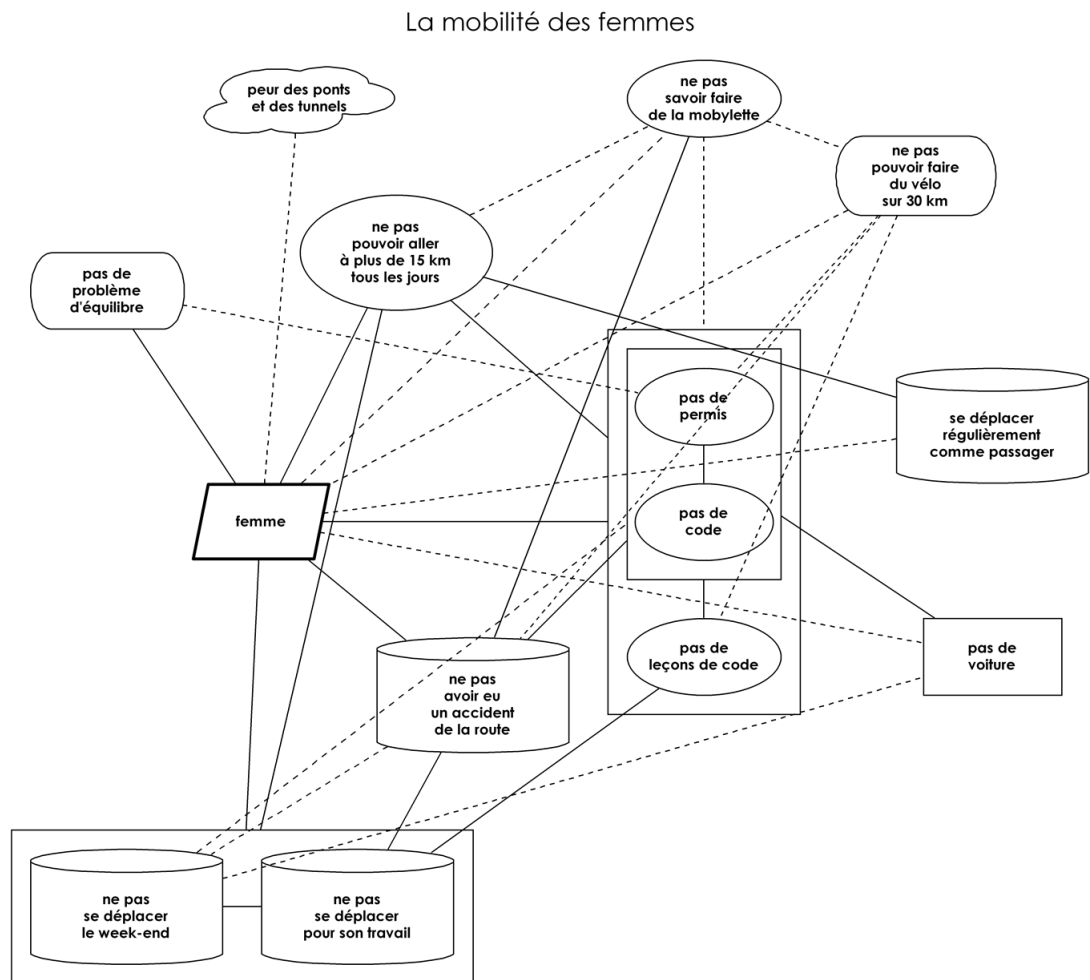 La mobilité des femmes
peur des ponts
et des tunnels
ne pas
savoir faire
de la mobylette
ne pas
pouvoir faire
du vélo
sur 30 km
ne pas
pouvoir aller
à plus de 15 km
tous les jours
pas de
problème
d'équilibre
pas de
permis
se déplacer
régulièrement
comme passager
femme
pas de
code
pas de
leçons de code
pas de
voiture
ne pas
avoir eu
un accident
de la route
ne pas
se déplacer
le week-end
ne pas
se déplacer
pour son travail